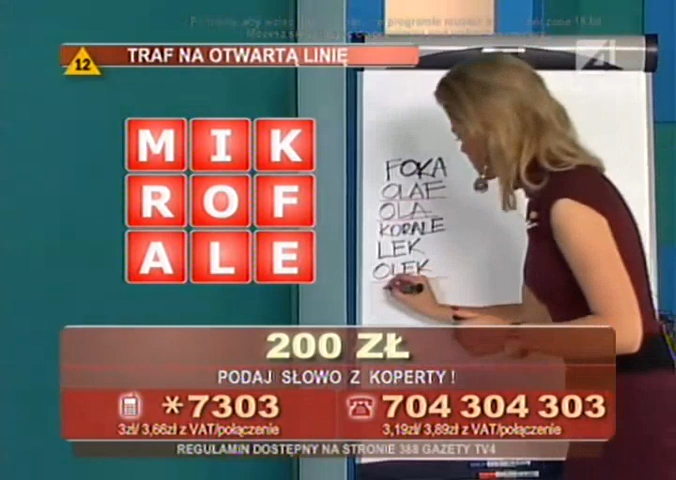 12
TRAF NA OTWARTĄ LINIĘ
4
M I K
R O F
A L E
FOKA
OLAF
OLA
KORALE
LEK
OLEK
200 ZŁ
PODAJ SŁOWO Z KOPERTY!
*7303
3zł/ 3,66zł z VAT/połączenie
704 304 303
3,19zł/ 3,89zł z VAT/połączenie
REGULAMIN DOSTĘPNY NA STRONIE 388 GAZETY TV4